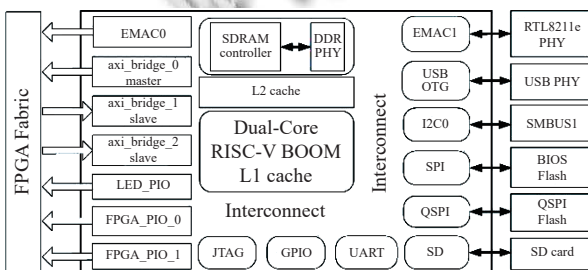 FPGA Fabric
EMAC0
axi_bridge_0
master
axi_bridge_1
slave
axi_bridge_2
slave
LED_PIO
FPGA_PIO_0
FPGA_PIO_1
SDRAM
controller
DDR
PHY
L2 cache
Dual-Core
RISC-V BOOM
L1 cache
Interconnect
Interconnect
JTAG
GPIO
UART
EMAC1
USB
OTG
I2C0
SPI
QSPI
SD
RTL8211e
PHY
USB PHY
SMBUS1
BIOS
Flash
QSPI
Flash
SD card